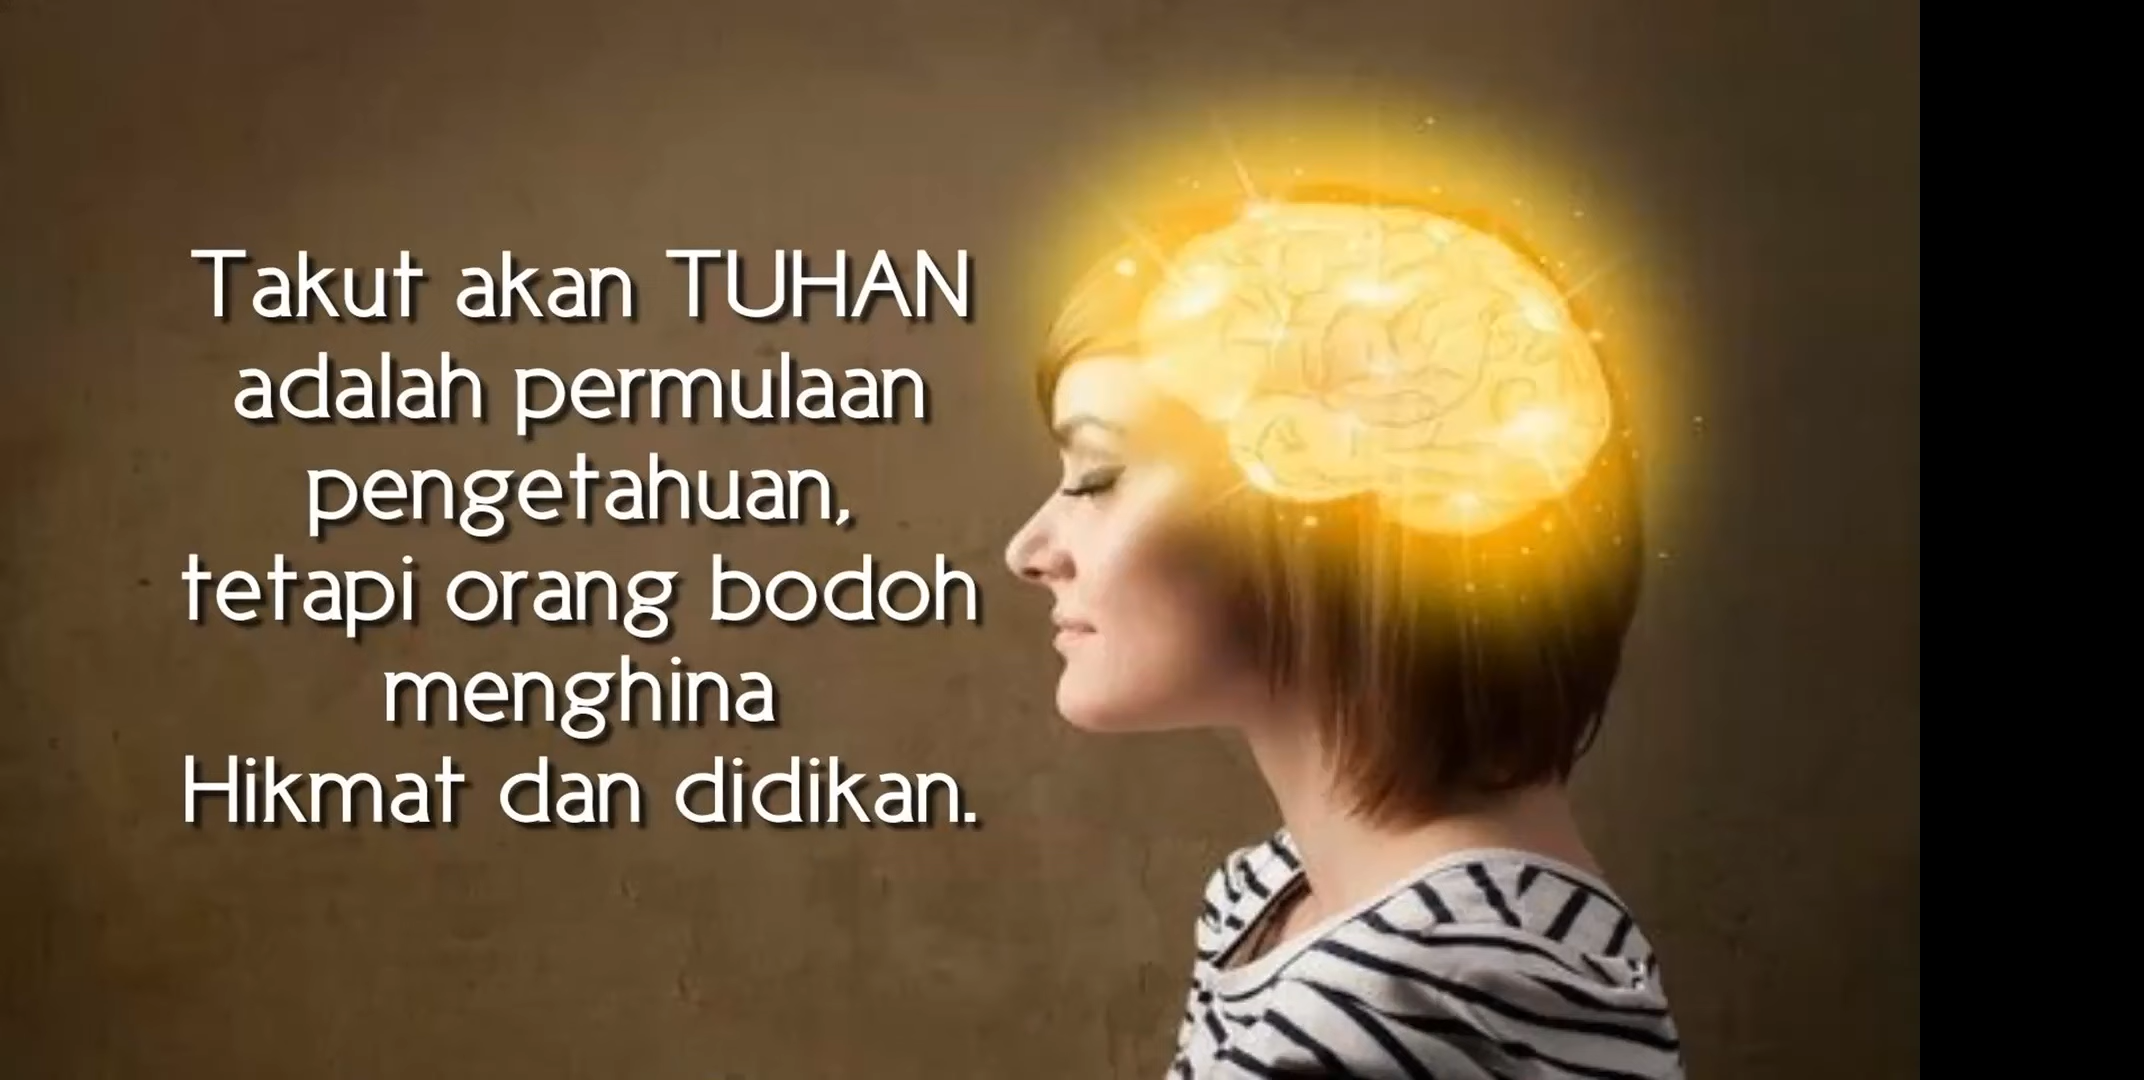 Takut akan TUHAN
adalah permulaan
pengetahuan,
tetapi orang bodoh
menghina
Hikmat dan didikan.